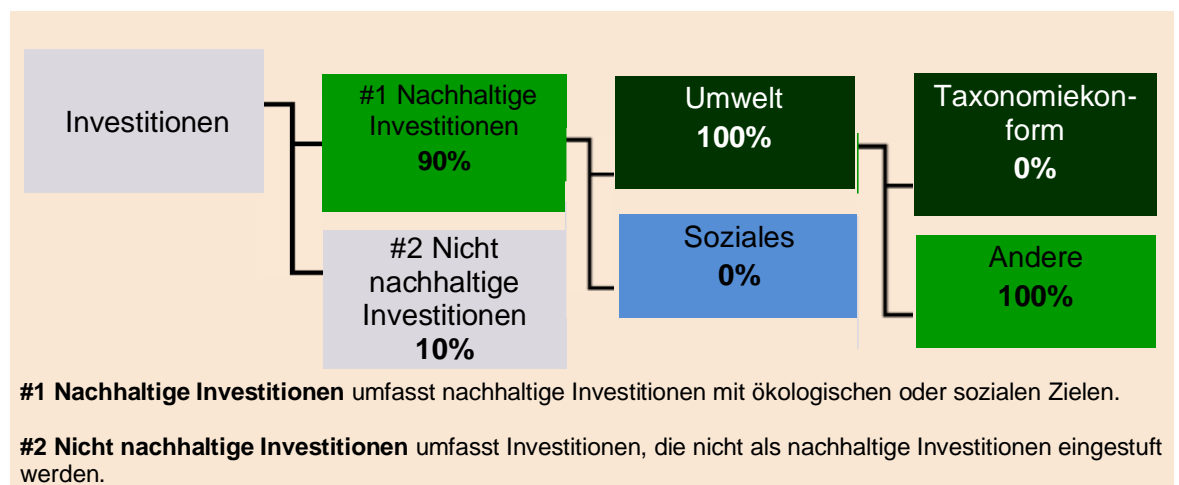 Investitionen
#1 Nachhaltige
Investitionen
90%
#2 Nicht
nachhaltige
Investitionen
10%
Umwelt
100%
Soziales
0%
Taxonomiekon-
form
0%
Andere
100%
#1 Nachhaltige Investitionen umfasst nachhaltige Investitionen mit ökologischen oder sozialen Zielen.
#2 Nicht nachhaltige Investitionen umfasst Investitionen, die nicht als nachhaltige Investitionen eingestuft
werden.